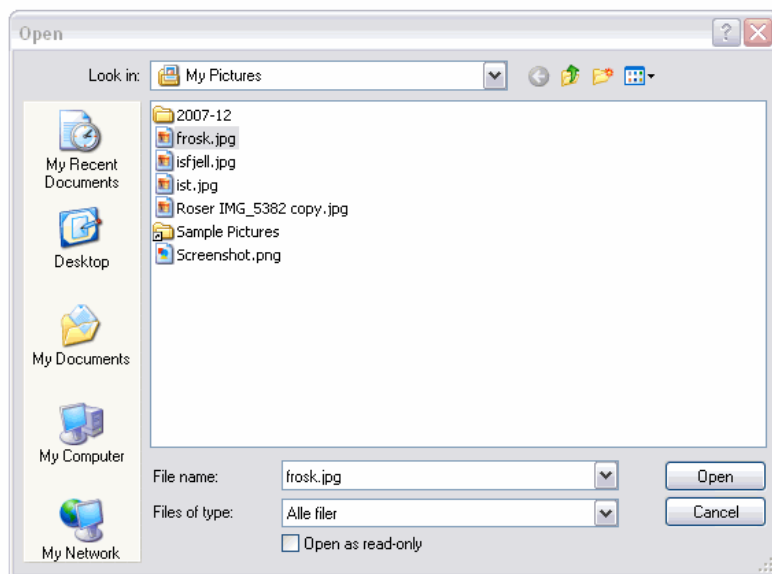 Open
Look in: My Pictures
My Recent
Documents
Desktop
My Documents
My Computer
My Network
2007-12
frosk.jpg
isfjell.jpg
ist.jpg
Roser IMG_5382 copy.jpg
Sample Pictures
Screenshot.png
File name: frosk.jpg Open
Files of type: Alle filer Cancel
Open as read-only